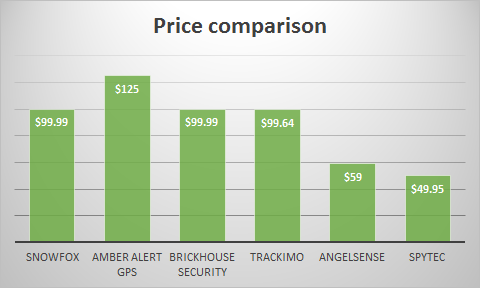 Price comparison
$99.99
$125
$99.99
$99.64
$59
$49.95
SNOWFOX
AMBER ALERT
GPS
BRICKHOUSE
SECURITY
TRACKIMO
ANGELSENSE
SPYTEC